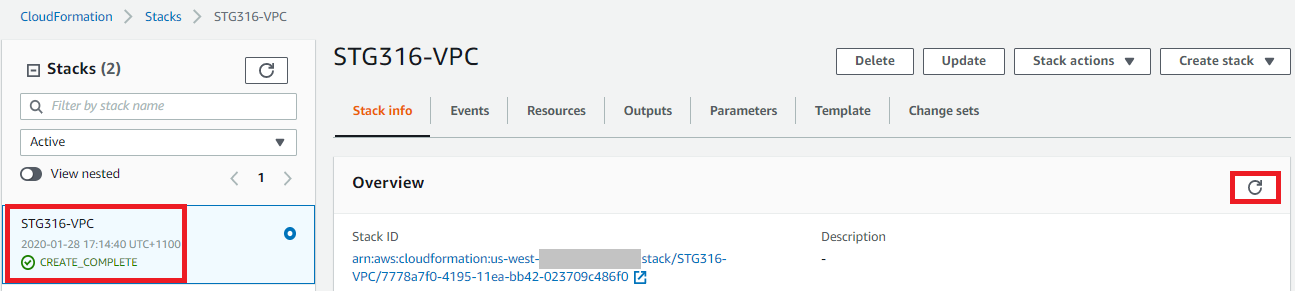 CloudFormation > Stacks > STG316-VPC
Stacks (2)
Filter by stack name
Active
View nested
1
STG316-VPC
2020-01-28 17:14:40 UTC+1100
CREATE_COMPLETE
STG316-VPC
Delete
Update
Stack actions
Create stack
Stack info
Events
Resources
Outputs
Parameters
Template
Change sets
Overview
Stack ID
arn:aws:cloudformation:us-west- stack/STG316-
VPC/7778a7f0-4195-11ea-bb42-023709c486f0
Description
-